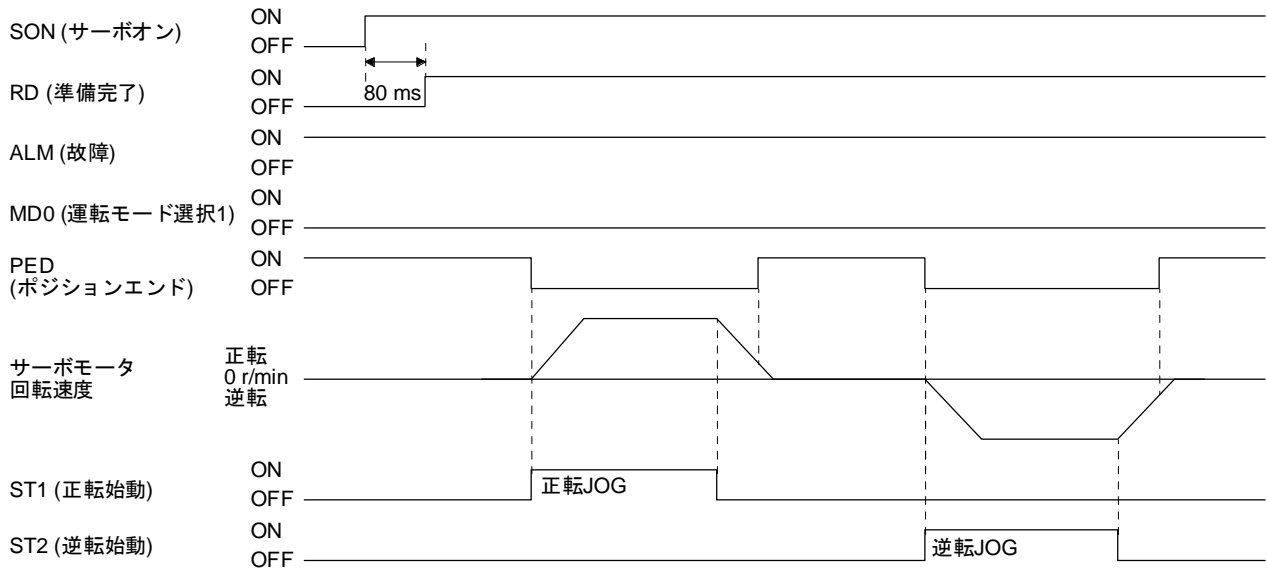 SON (サーボオン)
ON
OFF
RD (準備完了)
ON
OFF
80 ms
ALM (故障)
ON
OFF
MD0 (運転モード選択1)
ON
OFF
PED
(ポジションエンド)
ON
OFF
サーボモータ
回転速度
正転
0 r/min
逆転
ST1 (正転始動)
ON
OFF
正転JOG
ST2 (逆転始動)
ON
OFF
逆転JOG